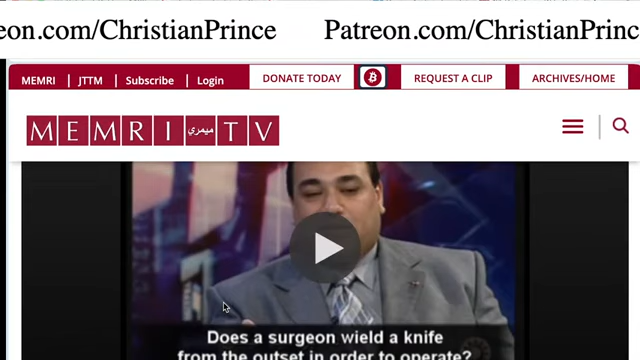 eon.com/ChristianPrince Patreon.com/ChristianPrinc
MEMRI | JTTM | Subscribe | Login DONATE TODAY REQUEST A CLIP ARCHIVES/HOME
MEMRI ميمري TV
Does a surgeon wield a knife
from the outset in order to operate?